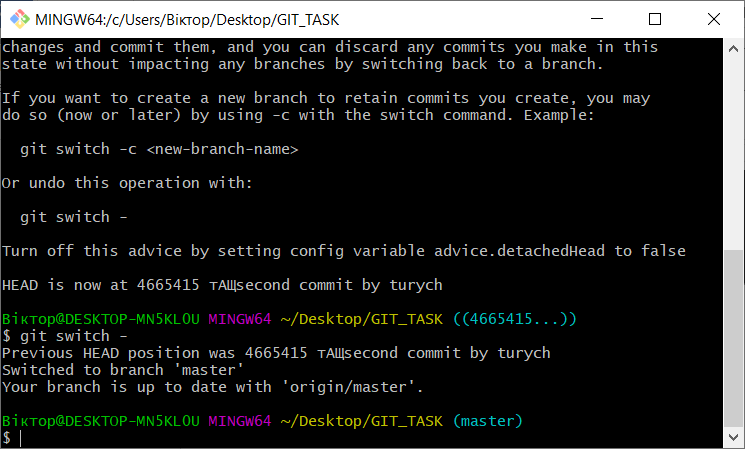 MINGW64:/c/Users/Віктор/Desktop/GIT_TASK
changes and commit them, and you can discard any commits you make in this
state without impacting any branches by switching back to a branch.
If you want to create a new branch to retain commits you create, you may
do so (now or later) by using -c with the switch command. Example:
git switch -c <new-branch-name>
Or undo this operation with:
git switch -
Turn off this advice by setting config variable advice.detachedHead to false
HEAD is now at 4665415 тАЩsecond commit by turych
Віктор@DESKTOP-MN5KL0U MINGW64 ~/Desktop/GIT_TASK ((4665415...))
$ git switch -
Previous HEAD position was 4665415 тАЩsecond commit by turych
Switched to branch 'master'
Your branch is up to date with 'origin/master'.
Віктор@DESKTOP-MN5KL0U MINGW64 ~/Desktop/GIT_TASK (master)
$